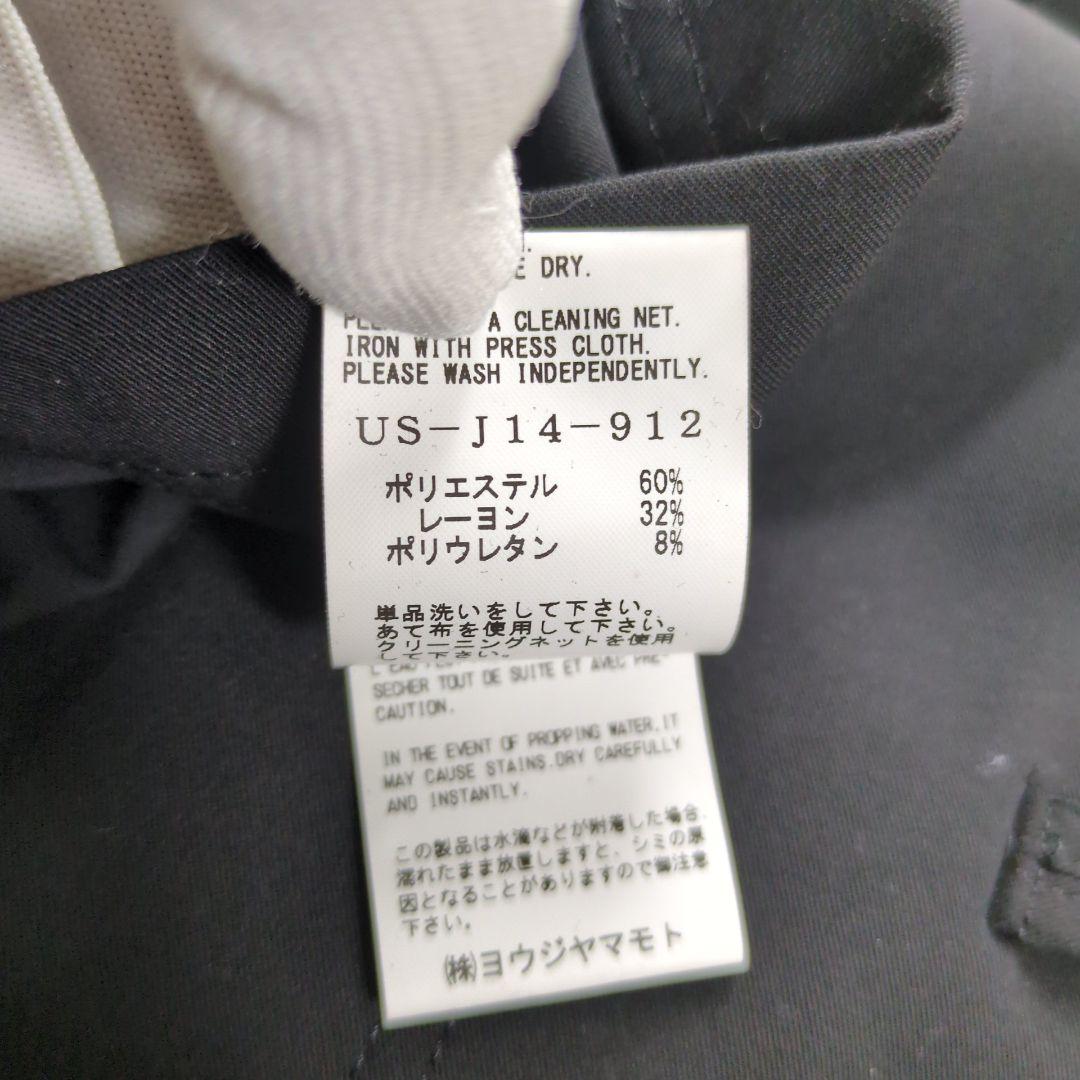 DRY.
A CLEANING NET.
IRON WITH PRESS CLOTH.
PLEASE WASH INDEPENDENTLY.
US-J14-912
ポリエステル 60%
レーヨン 32%
ポリウレタン 8%
単品洗いをして下さい。
あて布を使用して下さい。
クリーニングネットを使用
して下さい。
SECHER TOUT DE SUITE ET AVEC PRE-
CAUTION.
IN THE EVENT OF PROPPING WATER.IT
MAY CAUSE STAINS.DRY CAREFULLY
AND INSTANTLY.
この製品は水滴などが附着した場合、
濡れたまま放置しますと、シミの原
因となることがありますので御注意
下さい。
㈱ヨウジヤマモト